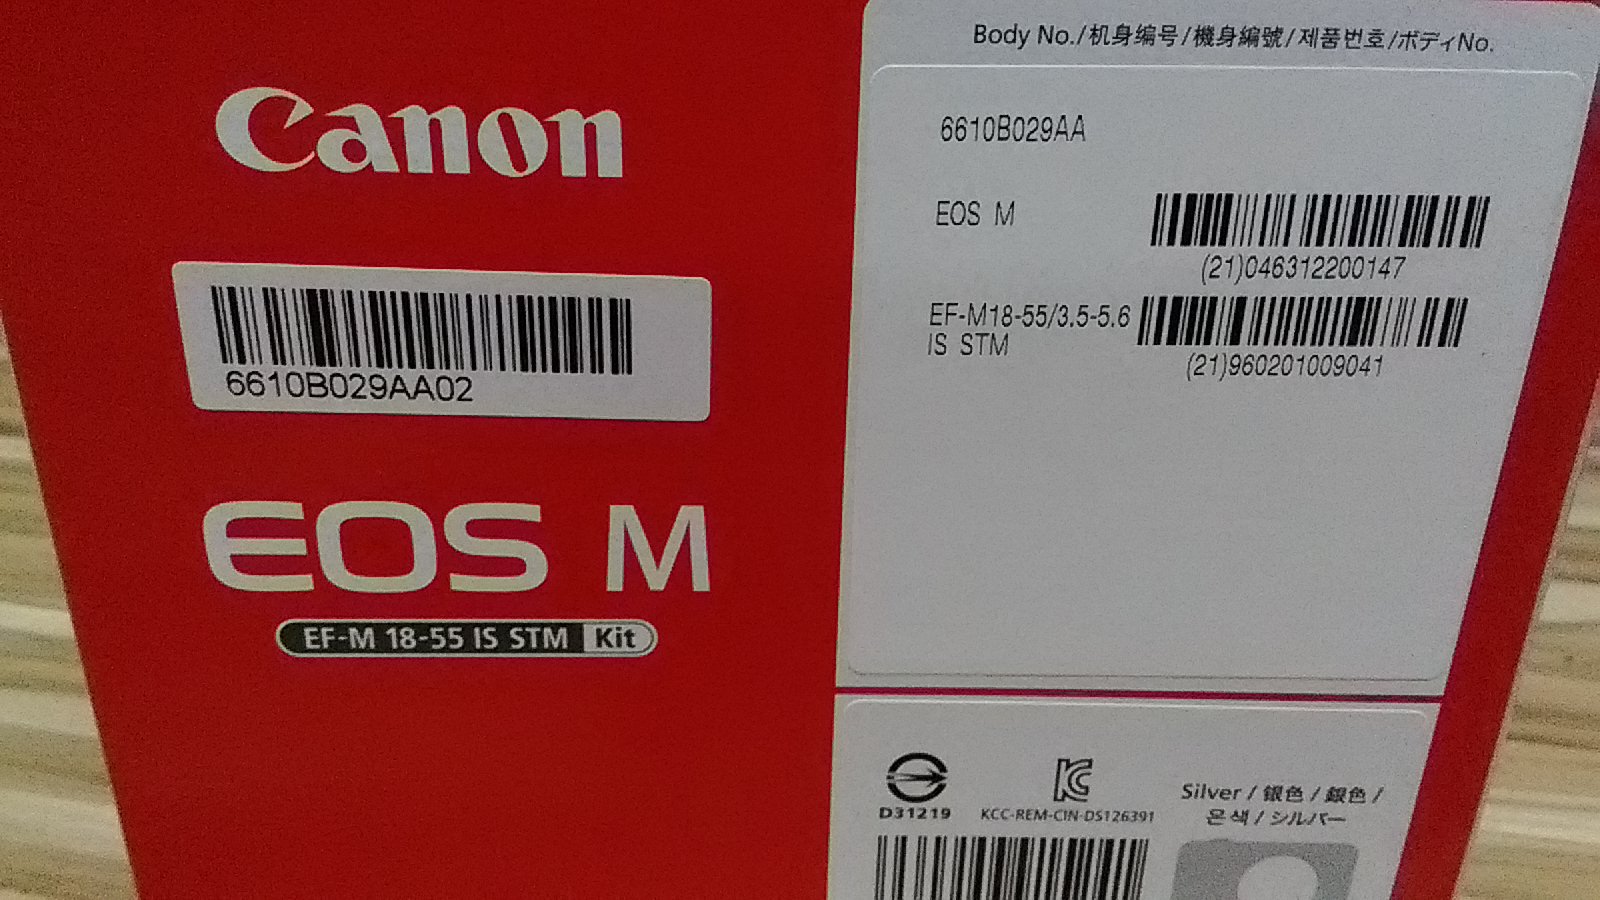 Canon
6610B029AA02
EOS M
EF-M 18-55 IS STM Kit
Body No./机身编号/機身編號/제품번호/ボディNo.
6610B029AA
EOS M
(21)046312200147
EF-M18-55/3.5-5.6
IS STM
(21)960201009041
D31219
KCC-REM-CIN-DS126391
Silver / 银色 / 銀色 /
은색 / シルバー